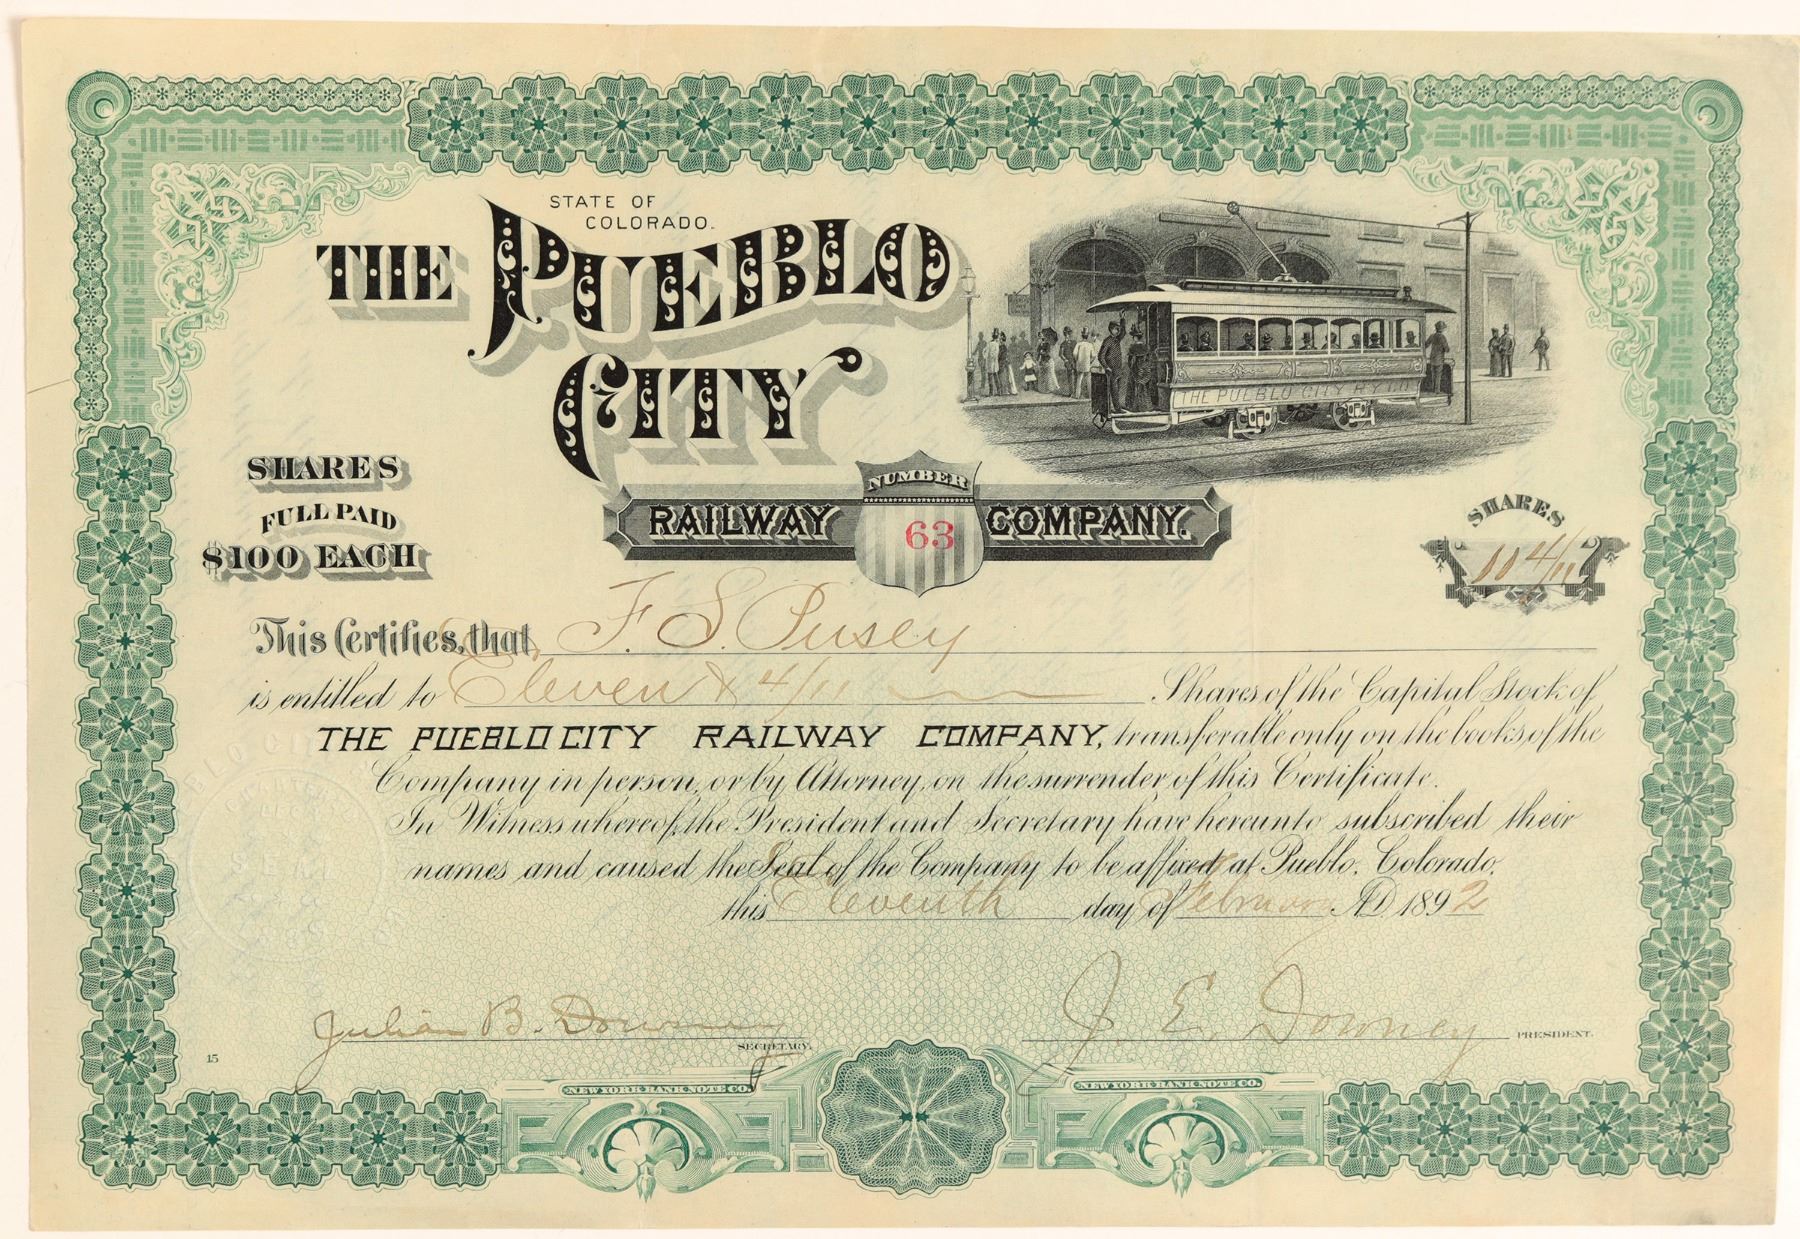 STATE OF
COLORADO.
THE PUEBLO
CITY
RAILWAY COMPANY.
NUMBER
63
THE PUEBLO CITY RY CO
SHARES
FULL PAID
$100 EACH
SHARES
11 4/11
This Certifies, that F. S. Pusey
is entitled to Eleven & 4/11 Shares of the Capital Stock of
THE PUEBLO CITY RAILWAY COMPANY, transferable only on the books of the
Company in person, or by Attorney, on the surrender of this Certificate.
In Witness whereof, the President and Secretary have hereunto subscribed their
names and caused the Seal of the Company to be affixed at Pueblo, Colorado,
this Eleventh day of February AD 1892
Julian B. Downey
SECRETARY.
J. E. Downey PRESIDENT.
15
NEW YORK BANK NOTE CO.
NEW YORK BANK NOTE CO.
SEAL